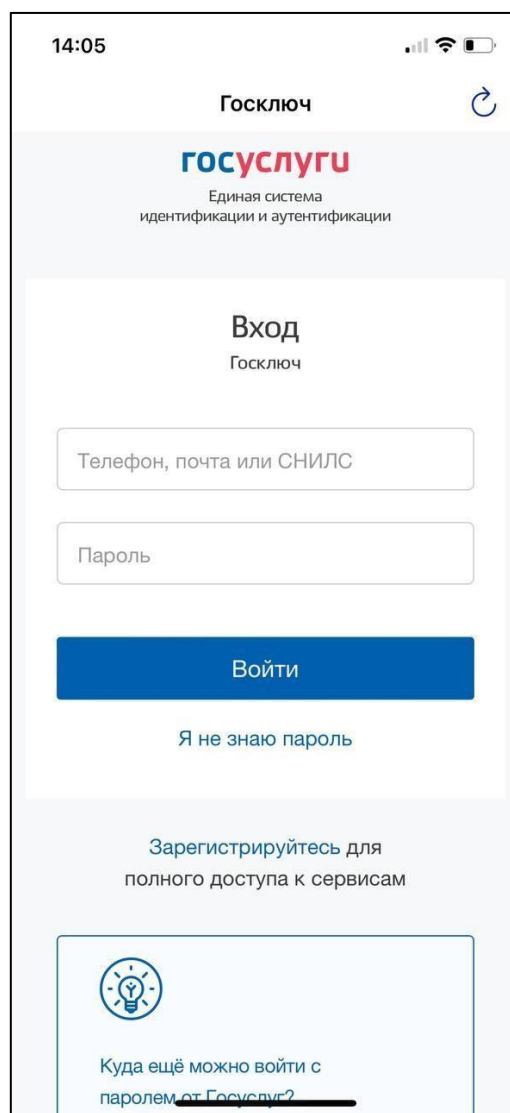 14:05
Госключ
госуслуги
Единая система
идентификации и аутентификации
Вход
Госключ
Телефон, почта или СНИЛС
Пароль
Войти
Я не знаю пароль
Зарегистрируйтесь для
полного доступа к сервисам
Куда ещё можно войти с
паролем от Госуслуг?